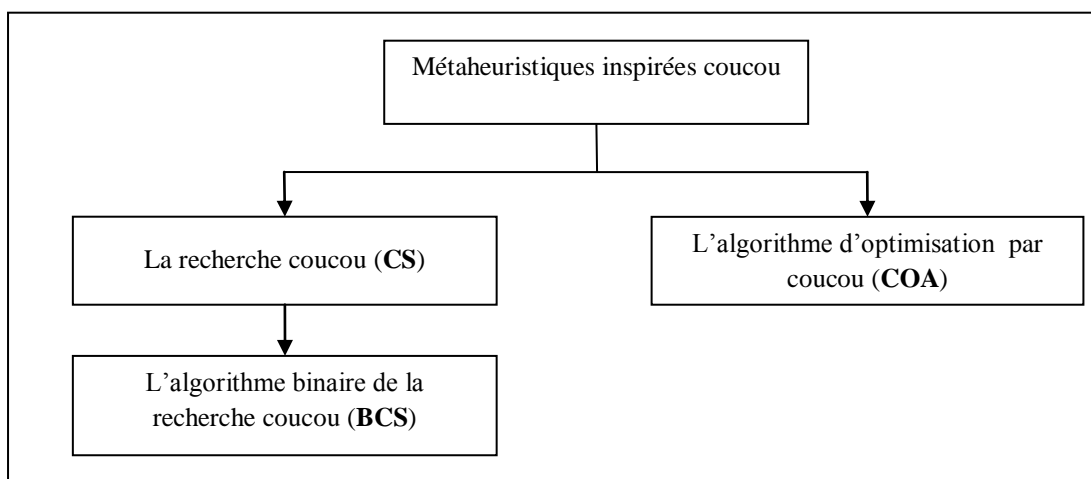 Métaheuristiques inspirées coucou
La recherche coucou (CS)
L'algorithme d'optimisation par
coucou (COA)
L'algorithme binaire de la
recherche coucou (BCS)